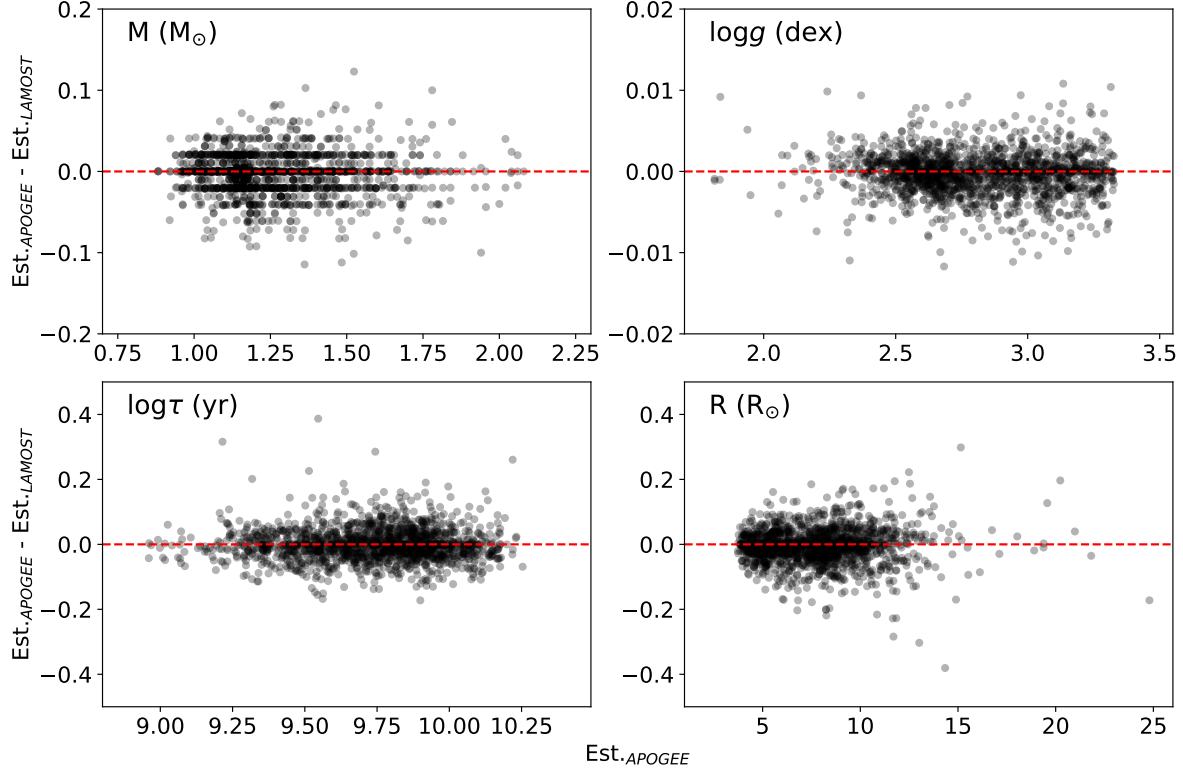 M (M⊙)
logg (dex)
0.2
0.1
0.0
−0.1
−0.2
0.02
0.01
0.00
−0.01
−0.02
0.75 1.00 1.25 1.50 1.75 2.00 2.25
2.0 2.5 3.0 3.5
Est.APOGEE - Est.LAMOST
logτ (yr)
R (R⊙)
0.4
0.2
0.0
−0.2
−0.4
0.4
0.2
0.0
−0.2
−0.4
9.00 9.25 9.50 9.75 10.00 10.25
5 10 15 20 25
Est.APOGEE - Est.LAMOST
Est.APOGEE